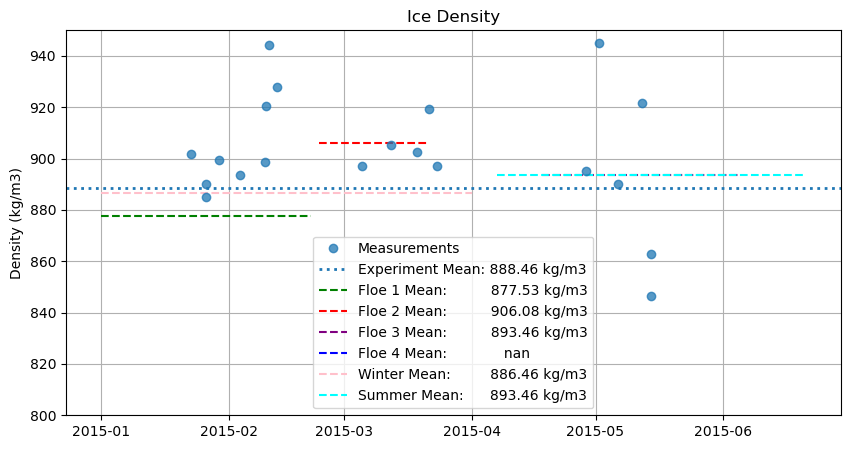 Ice Density
Density (kg/m3)
940
920
900
880
860
840
820
800
Measurements
Experiment Mean: 888.46 kg/m3
Floe 1 Mean: 877.53 kg/m3
Floe 2 Mean: 906.08 kg/m3
Floe 3 Mean: 893.46 kg/m3
Floe 4 Mean: nan
Winter Mean: 886.46 kg/m3
Summer Mean: 893.46 kg/m3
2015-01 2015-02 2015-03 2015-04 2015-05 2015-06